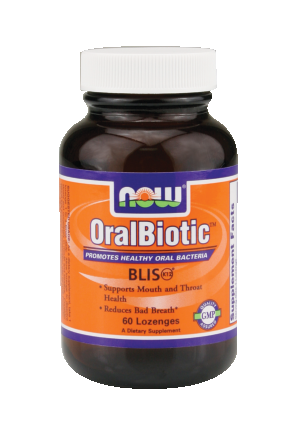 NOW
OralBiotic™
PROMOTES HEALTHY ORAL BACTERIA
BLIS K12
• Supports Mouth and Throat
Health
• Reduces Bad Breath*
60 Lozenges
A Dietary Supplement
GMP
Supplement Facts